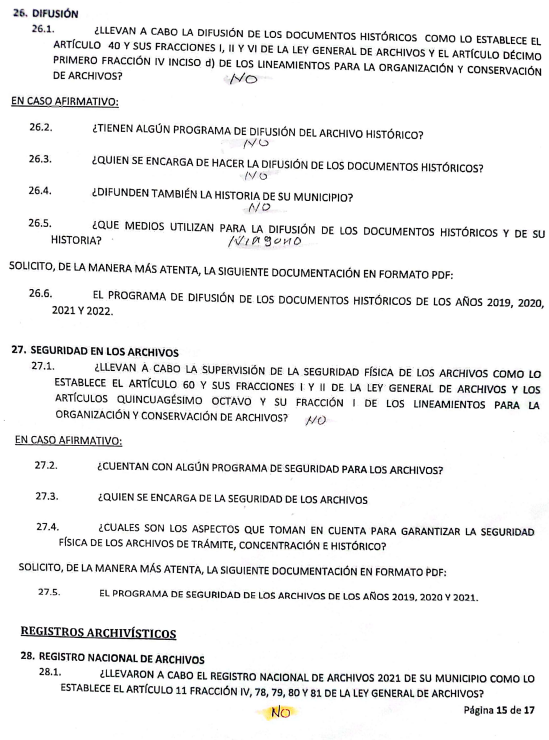 26. DIFUSIÓN
26.1. ¿LLEVAN A CABO LA DIFUSIÓN DE LOS DOCUMENTOS HISTÓRICOS COMO LO ESTABLECE EL
ARTÍCULO 40 Y SUS FRACCIONES I, II Y VI DE LA LEY GENERAL DE ARCHIVOS Y EL ARTÍCULO DÉCIMO
PRIMERO FRACCIÓN IV INCISO d) DE LOS LINEAMIENTOS PARA LA ORGANIZACIÓN Y CONSERVACIÓN
DE ARCHIVOS? NO
EN CASO AFIRMATIVO:
26.2. ¿TIENEN ALGÚN PROGRAMA DE DIFUSIÓN DEL ARCHIVO HISTÓRICO?
NO
26.3. ¿QUIEN SE ENCARGA DE HACER LA DIFUSIÓN DE LOS DOCUMENTOS HISTÓRICOS?
NO
26.4. ¿DIFUNDEN TAMBIÉN LA HISTORIA DE SU MUNICIPIO?
NO
26.5. ¿QUE MEDIOS UTILIZAN PARA LA DIFUSIÓN DE LOS DOCUMENTOS HISTÓRICOS Y DE SU
HISTORIA? Ninguno
SOLICITO, DE LA MANERA MÁS ATENTA, LA SIGUIENTE DOCUMENTACIÓN EN FORMATO PDF:
26.6. EL PROGRAMA DE DIFUSIÓN DE LOS DOCUMENTOS HISTÓRICOS DE LOS AÑOS 2019, 2020,
2021 Y 2022.
27. SEGURIDAD EN LOS ARCHIVOS
27.1. ¿LLEVAN A CABO LA SUPERVISIÓN DE LA SEGURIDAD FÍSICA DE LOS ARCHIVOS COMO LO
ESTABLECE EL ARTÍCULO 60 Y SUS FRACCIONES I Y II DE LA LEY GENERAL DE ARCHIVOS Y LOS
ARTÍCULOS QUINCUAGÉSIMO OCTAVO Y SU FRACCIÓN I DE LOS LINEAMIENTOS PARA LA
ORGANIZACIÓN Y CONSERVACIÓN DE ARCHIVOS? NO
EN CASO AFIRMATIVO:
27.2. ¿CUENTAN CON ALGÚN PROGRAMA DE SEGURIDAD PARA LOS ARCHIVOS?
27.3. ¿QUIEN SE ENCARGA DE LA SEGURIDAD DE LOS ARCHIVOS
27.4. ¿CUALES SON LOS ASPECTOS QUE TOMAN EN CUENTA PARA GARANTIZAR LA SEGURIDAD
FÍSICA DE LOS ARCHIVOS DE TRÁMITE, CONCENTRACIÓN E HISTÓRICO?
SOLICITO, DE LA MANERA MÁS ATENTA, LA SIGUIENTE DOCUMENTACIÓN EN FORMATO PDF:
27.5. EL PROGRAMA DE SEGURIDAD DE LOS ARCHIVOS DE LOS AÑOS 2019, 2020 Y 2021.
REGISTROS ARCHIVÍSTICOS
28. REGISTRO NACIONAL DE ARCHIVOS
28.1. ¿LLEVARON A CABO EL REGISTRO NACIONAL DE ARCHIVOS 2021 DE SU MUNICIPIO COMO LO
ESTABLECE EL ARTÍCULO 11 FRACCIÓN IV, 78, 79, 80 Y 81 DE LA LEY GENERAL DE ARCHIVOS?
NO Página 15 de 17